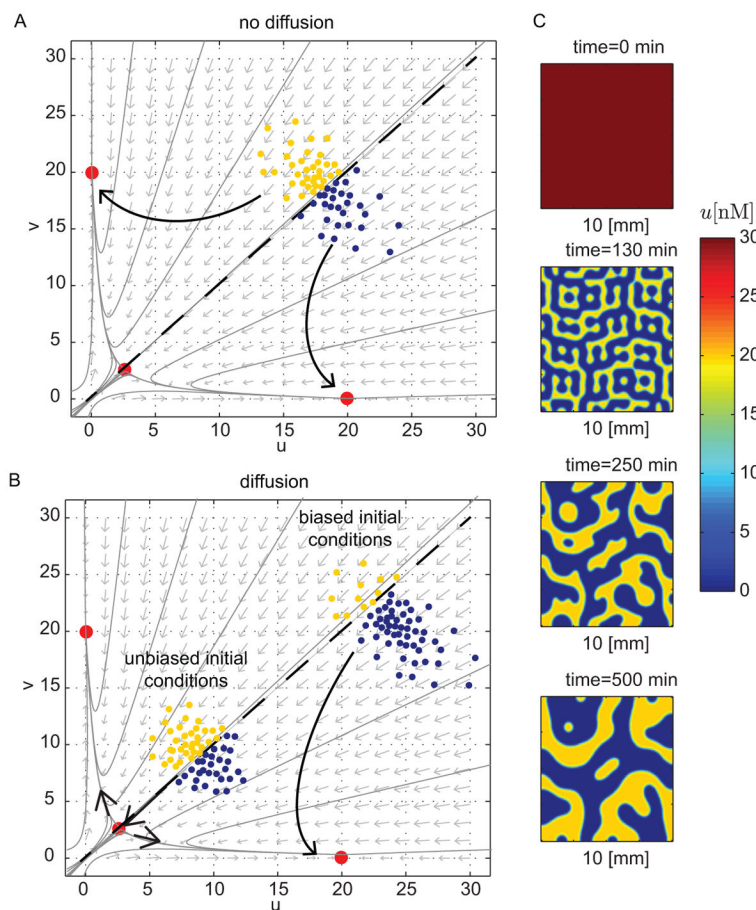 A
no diffusion
30
25
20
15
10
5
0
v
0 5 10 15 20 25 30
u
B
diffusion
biased initial
conditions
unbiased initial
conditions
30
25
20
15
10
5
0
v
0 5 10 15 20 25 30
u
C
time=0 min
10 [mm]
time=130 min
10 [mm]
time=250 min
10 [mm]
time=500 min
10 [mm]
u[nM]
30
25
20
15
10
5
0